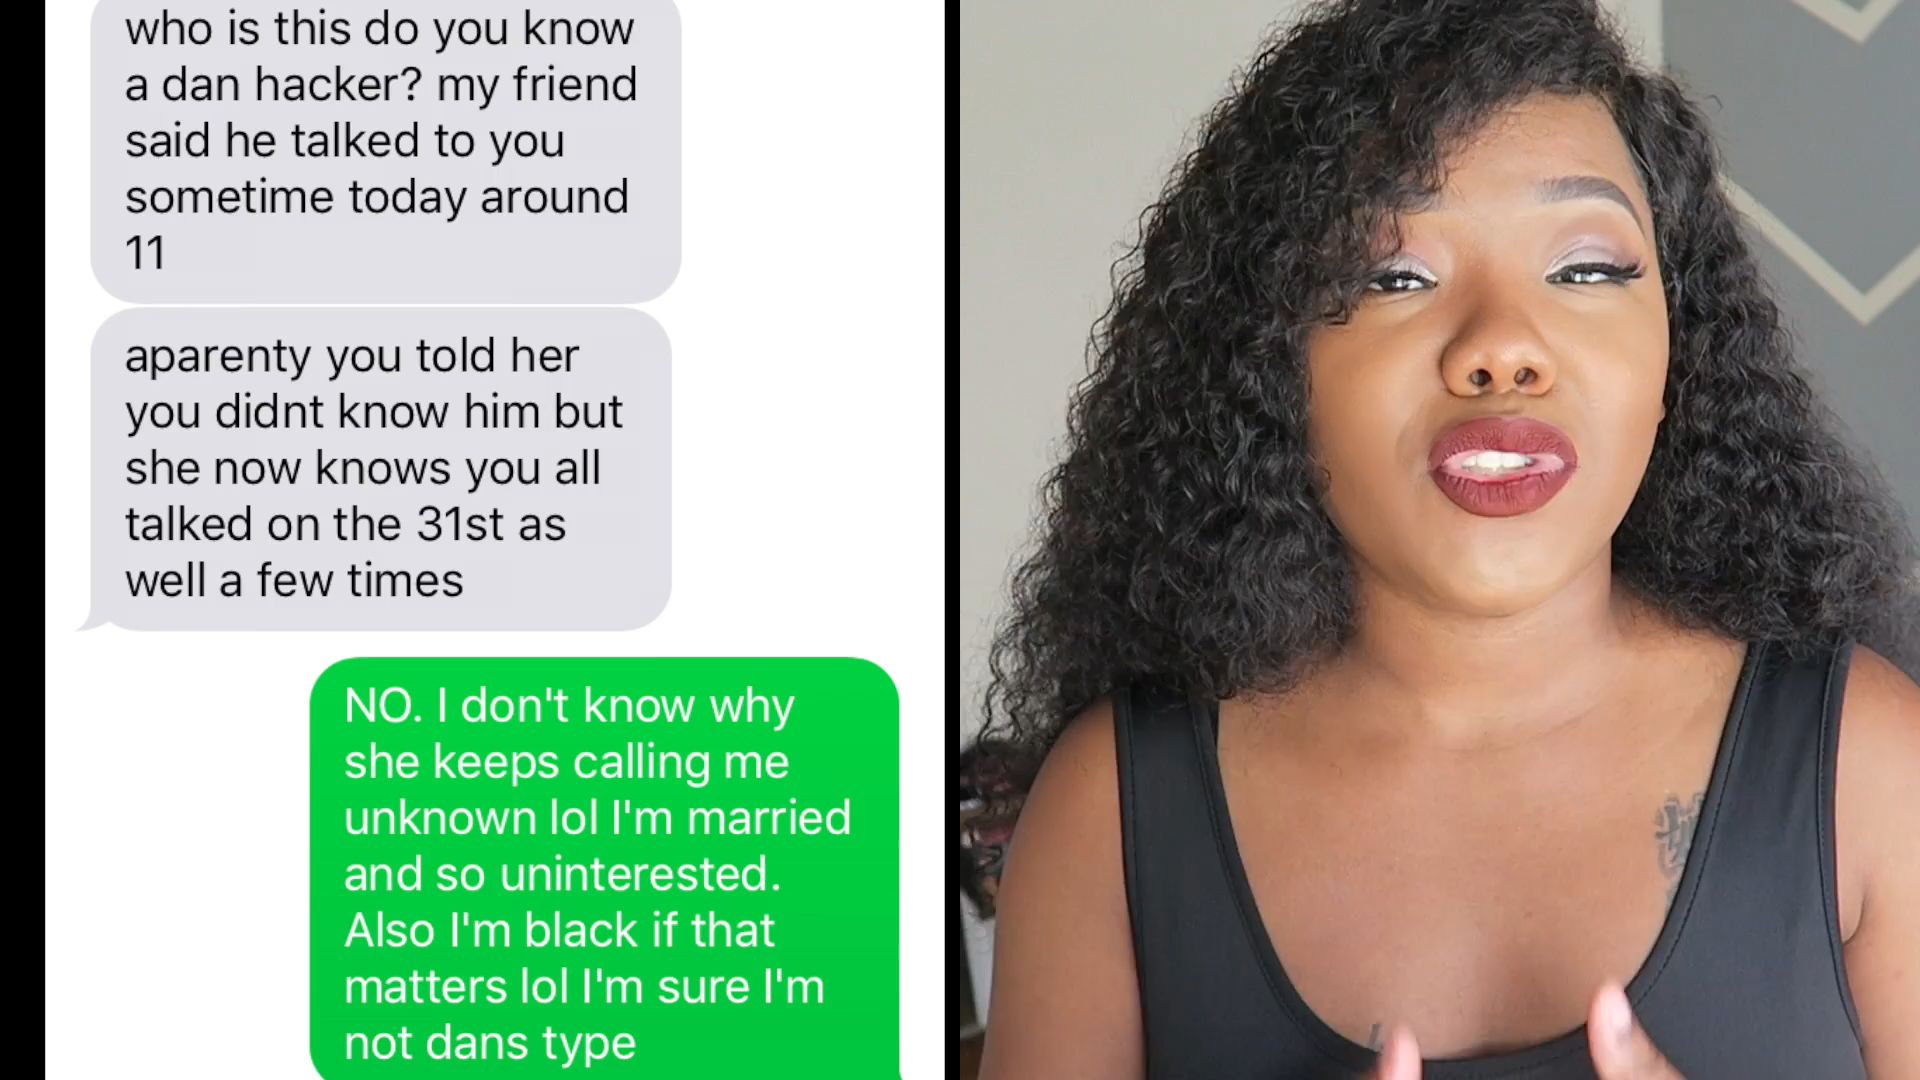 who is this do you know
a dan hacker? my friend
said he talked to you
sometime today around
11
aparenty you told her
you didnt know him but
she now knows you all
talked on the 31st as
well a few times
NO. I don't know why
she keeps calling me
unknown lol I'm married
and so uninterested.
Also I'm black if that
matters lol I'm sure I'm
not dans type